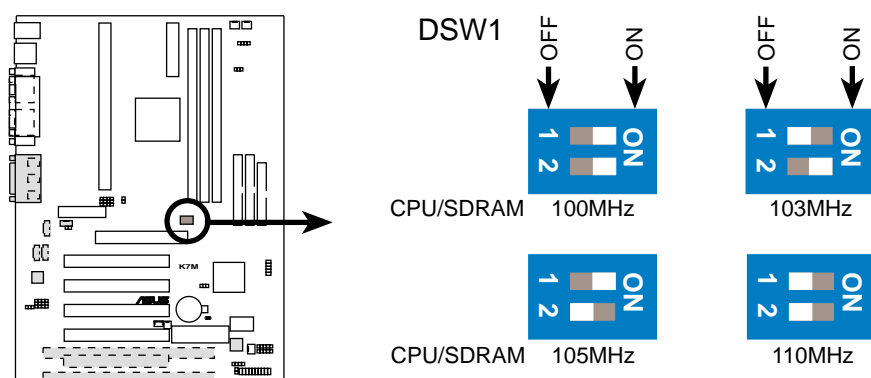 DSW1
OFF
ON
OFF
ON
1
2
ON
1
2
ON
CPU/SDRAM 100MHz 103MHz
K7M
/ISUS
1
2
ON
1
2
ON
CPU/SDRAM 105MHz 110MHz